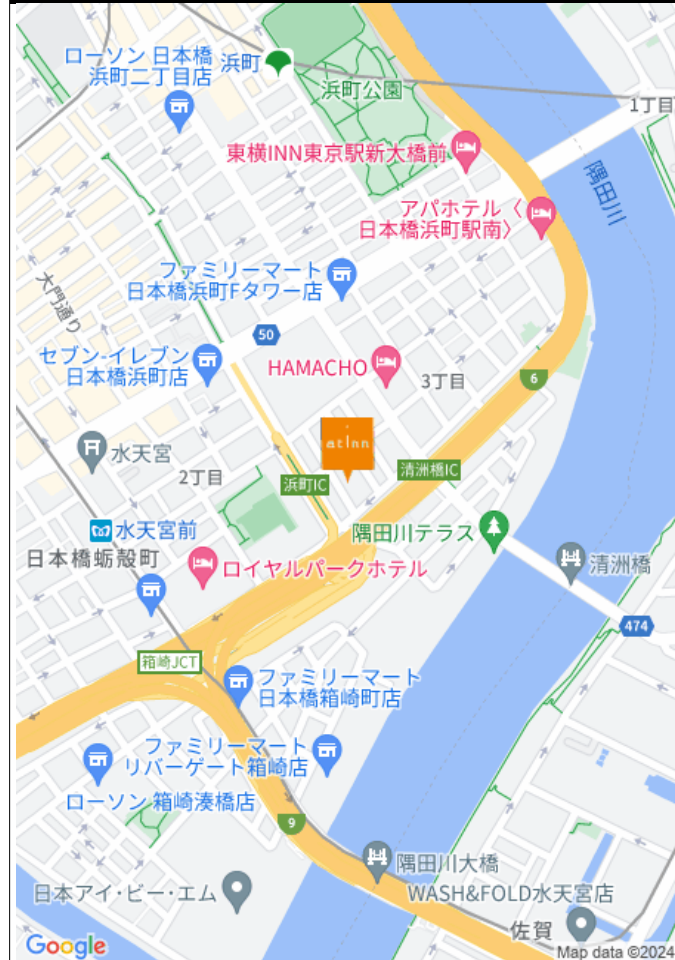 ローソン 日本橋
浜町二丁目店
浜町
浜町公園
1丁目
東横INN東京駅新大橋前
隅田川
アパホテル〈
日本橋浜町駅南〉
ファミリーマート
日本橋浜町Fタワー店
大門通り
50
セブン-イレブン
日本橋浜町店
HAMACHO
3丁目
6
atinn
水天宮
2丁目
浜町IC
清洲橋IC
水天宮前
隅田川テラス
日本橋蛎殻町
ロイヤルパークホテル
清洲橋
474
箱崎JCT
ファミリーマート
日本橋箱崎町店
ファミリーマート
リバーゲート箱崎店
ローソン 箱崎湊橋店
9
隅田川大橋
日本アイ・ビー・エム
WASH&FOLD水天宮店
佐賀
Google
Map data ©2024